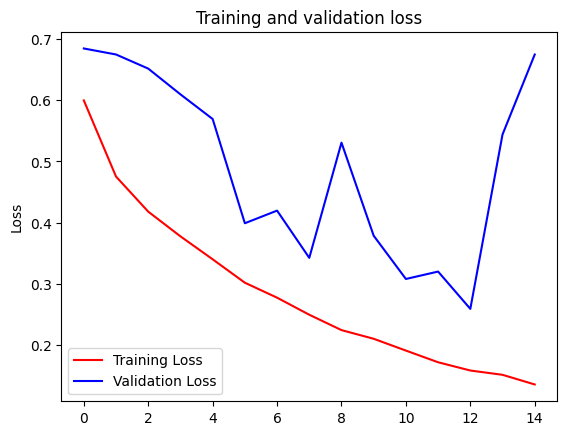 Training and validation loss
0.7
0.6
0.5
0.4
0.3
0.2
Loss
Training Loss
Validation Loss
0 2 4 6 8 10 12 14